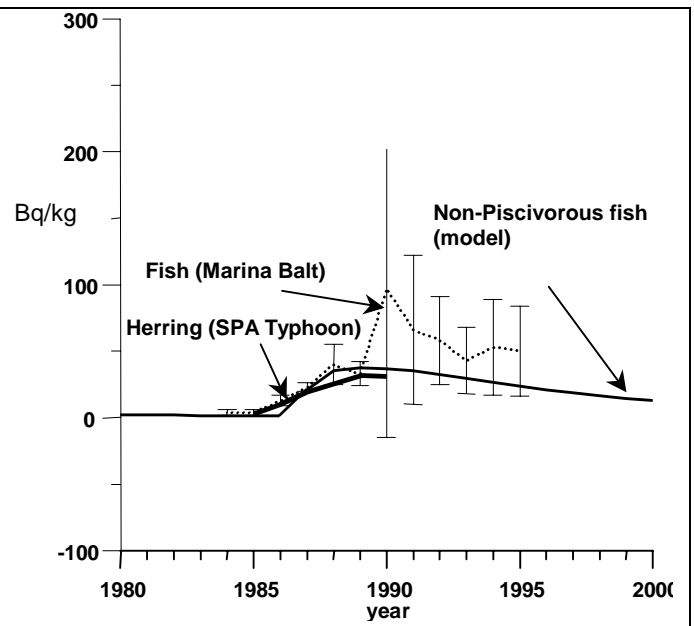 300
200
Bq/kg
Non-Piscivorous fish
(model)
Fish (Marina Balt)
100
Herring (SPA Typhoon)
0
-100
1980 1985 1990 1995 2000
year